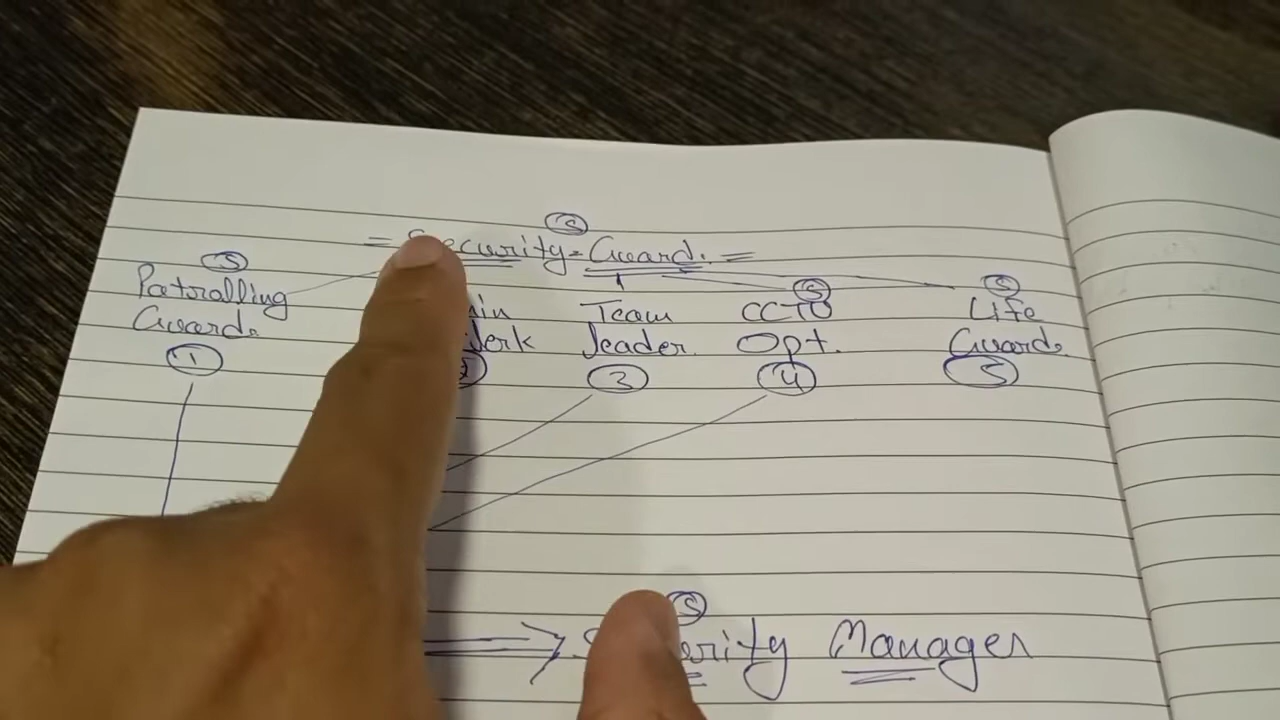 S
= Security - Guard. =
S
Patrolling
Guard.
1
Team
Leader
3
S
CCTV
Opt.
4
S
Life
Guard.
5
S
Manager